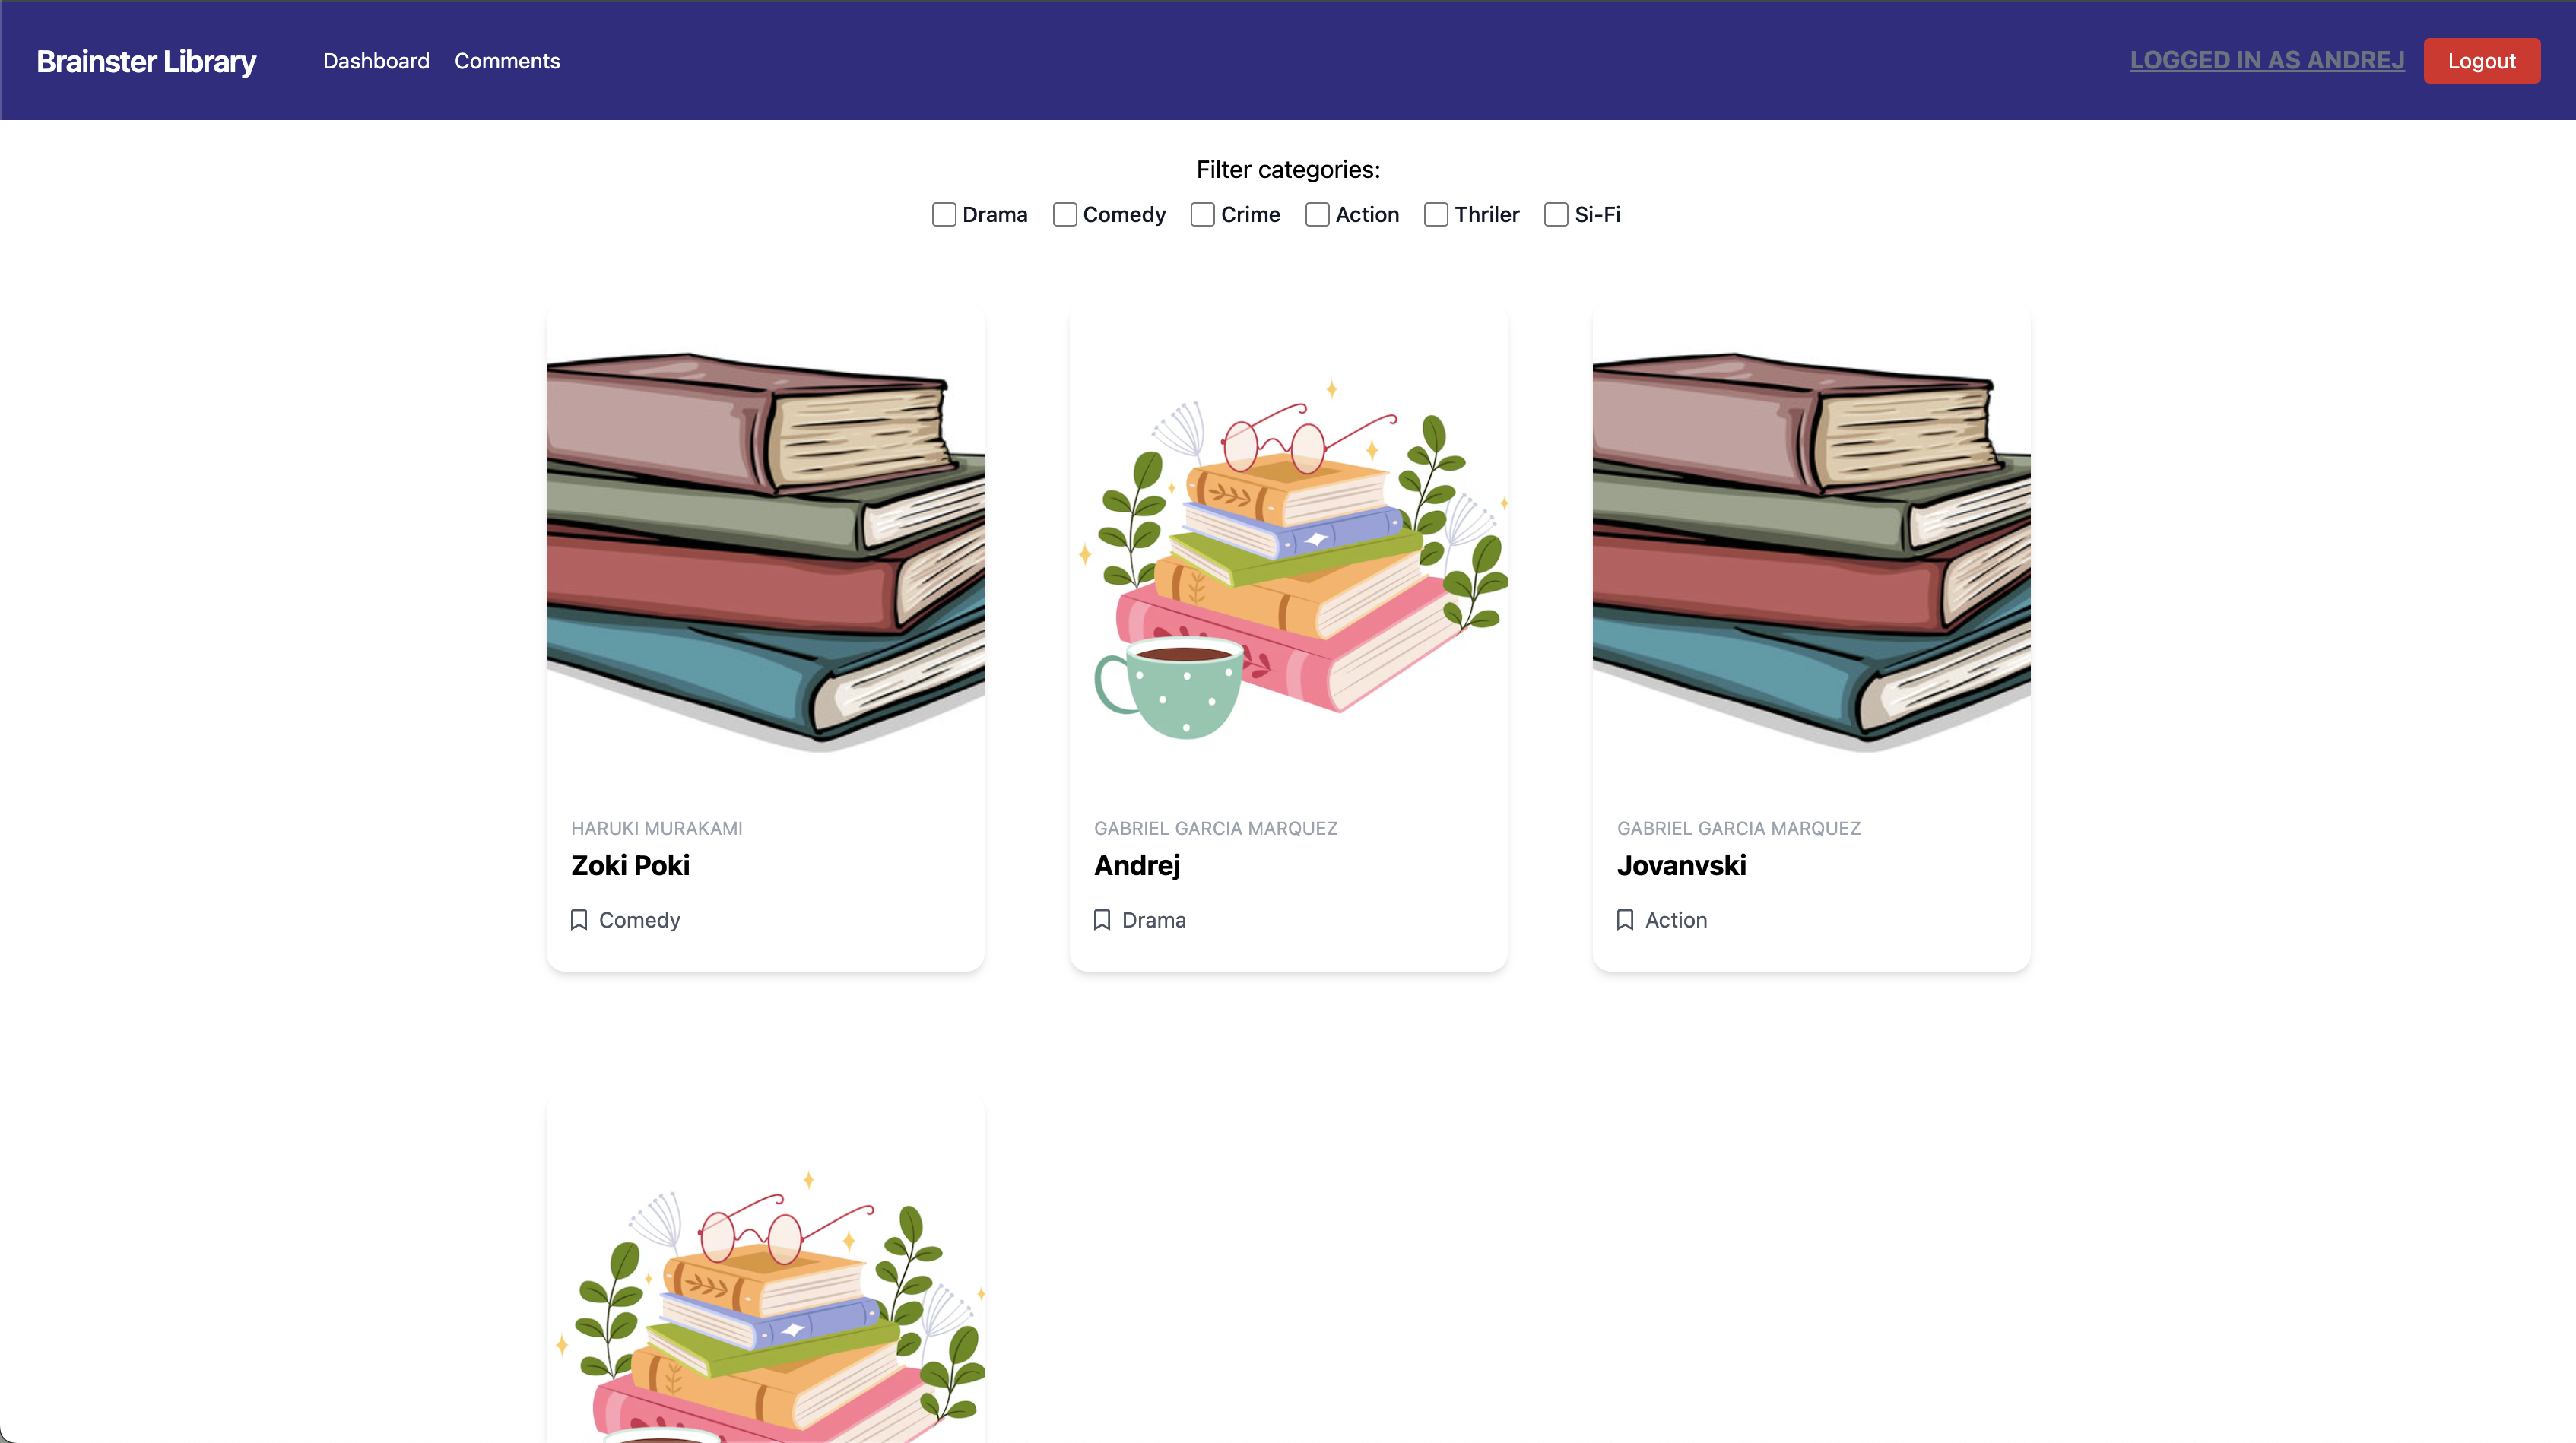 Brainster Library Dashboard Comments LOGGED IN AS ANDREJ Logout
Filter categories:
Drama Comedy Crime Action Thriler Si-Fi
HARUKI MURAKAMI
Zoki Poki
Comedy
GABRIEL GARCIA MARQUEZ
Andrej
Drama
GABRIEL GARCIA MARQUEZ
Jovanvski
Action